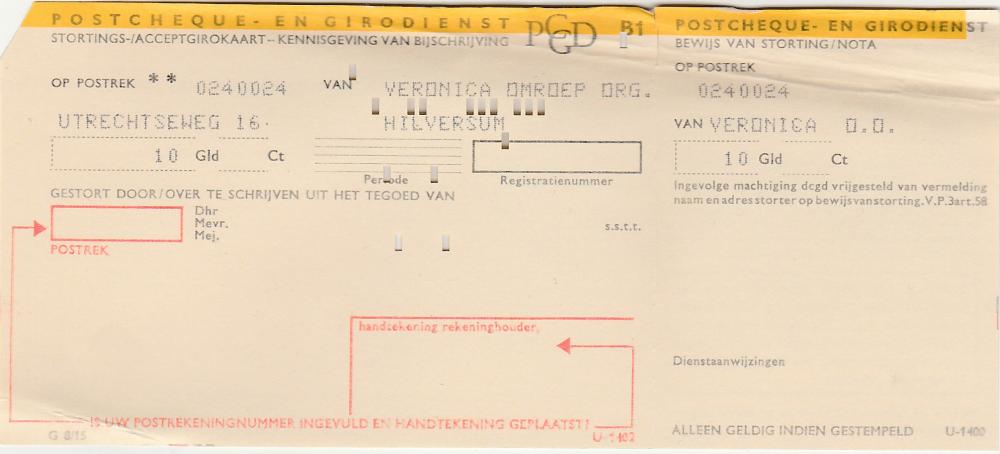 POSTCHEQUE- EN GIRODIENST
STORTINGS-/ACCEPTGIROKAART-KENNISGEVING VAN BIJSCHRIJVING
PCGD
B1
OP POSTREK ** 0240024 VAN VERONICA OMROEP ORG.
UTRECHTSEWEG 16. HILVERSUM
10 Gld Ct
Periode
Registratienummer
GESTORT DOOR/OVER TE SCHRIJVEN UIT HET TEGOED VAN
Dhr
Mevr.
Mej.
s.s.t.t.
POSTREK
handtekening rekeninghouder,
IS UW POSTREKENINGNUMMER INGEVULD EN HANDTEKENING GEPLAATST?
G 8/15
U-1402
POSTCHEQUE- EN GIRODIENST
BEWIJS VAN STORTING/NOTA
OP POSTREK
0240024
VAN VERONICA O.O.
10 Gld Ct
Ingevolge machtiging dcgd vrijgesteld van vermelding
naam en adres storter op bewijs van storting. V.P.3 art.58
Dienstaanwijzingen
ALLEEN GELDIG INDIEN GESTEMPELD U-1400